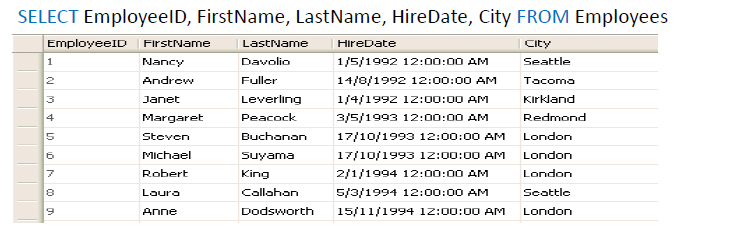 SELECT EmployeeID, FirstName, LastName, HireDate, City FROM Employees
EmployeeID FirstName LastName HireDate City
1 Nancy Davolio 1/5/1992 12:00:00 AM Seattle
2 Andrew Fuller 14/8/1992 12:00:00 AM Tacoma
3 Janet Leverling 1/4/1992 12:00:00 AM Kirkland
4 Margaret Peacock 3/5/1993 12:00:00 AM Redmond
5 Steven Buchanan 17/10/1993 12:00:00 AM London
6 Michael Suyama 17/10/1993 12:00:00 AM London
7 Robert King 2/1/1994 12:00:00 AM London
8 Laura Callahan 5/3/1994 12:00:00 AM Seattle
9 Anne Dodsworth 15/11/1994 12:00:00 AM London